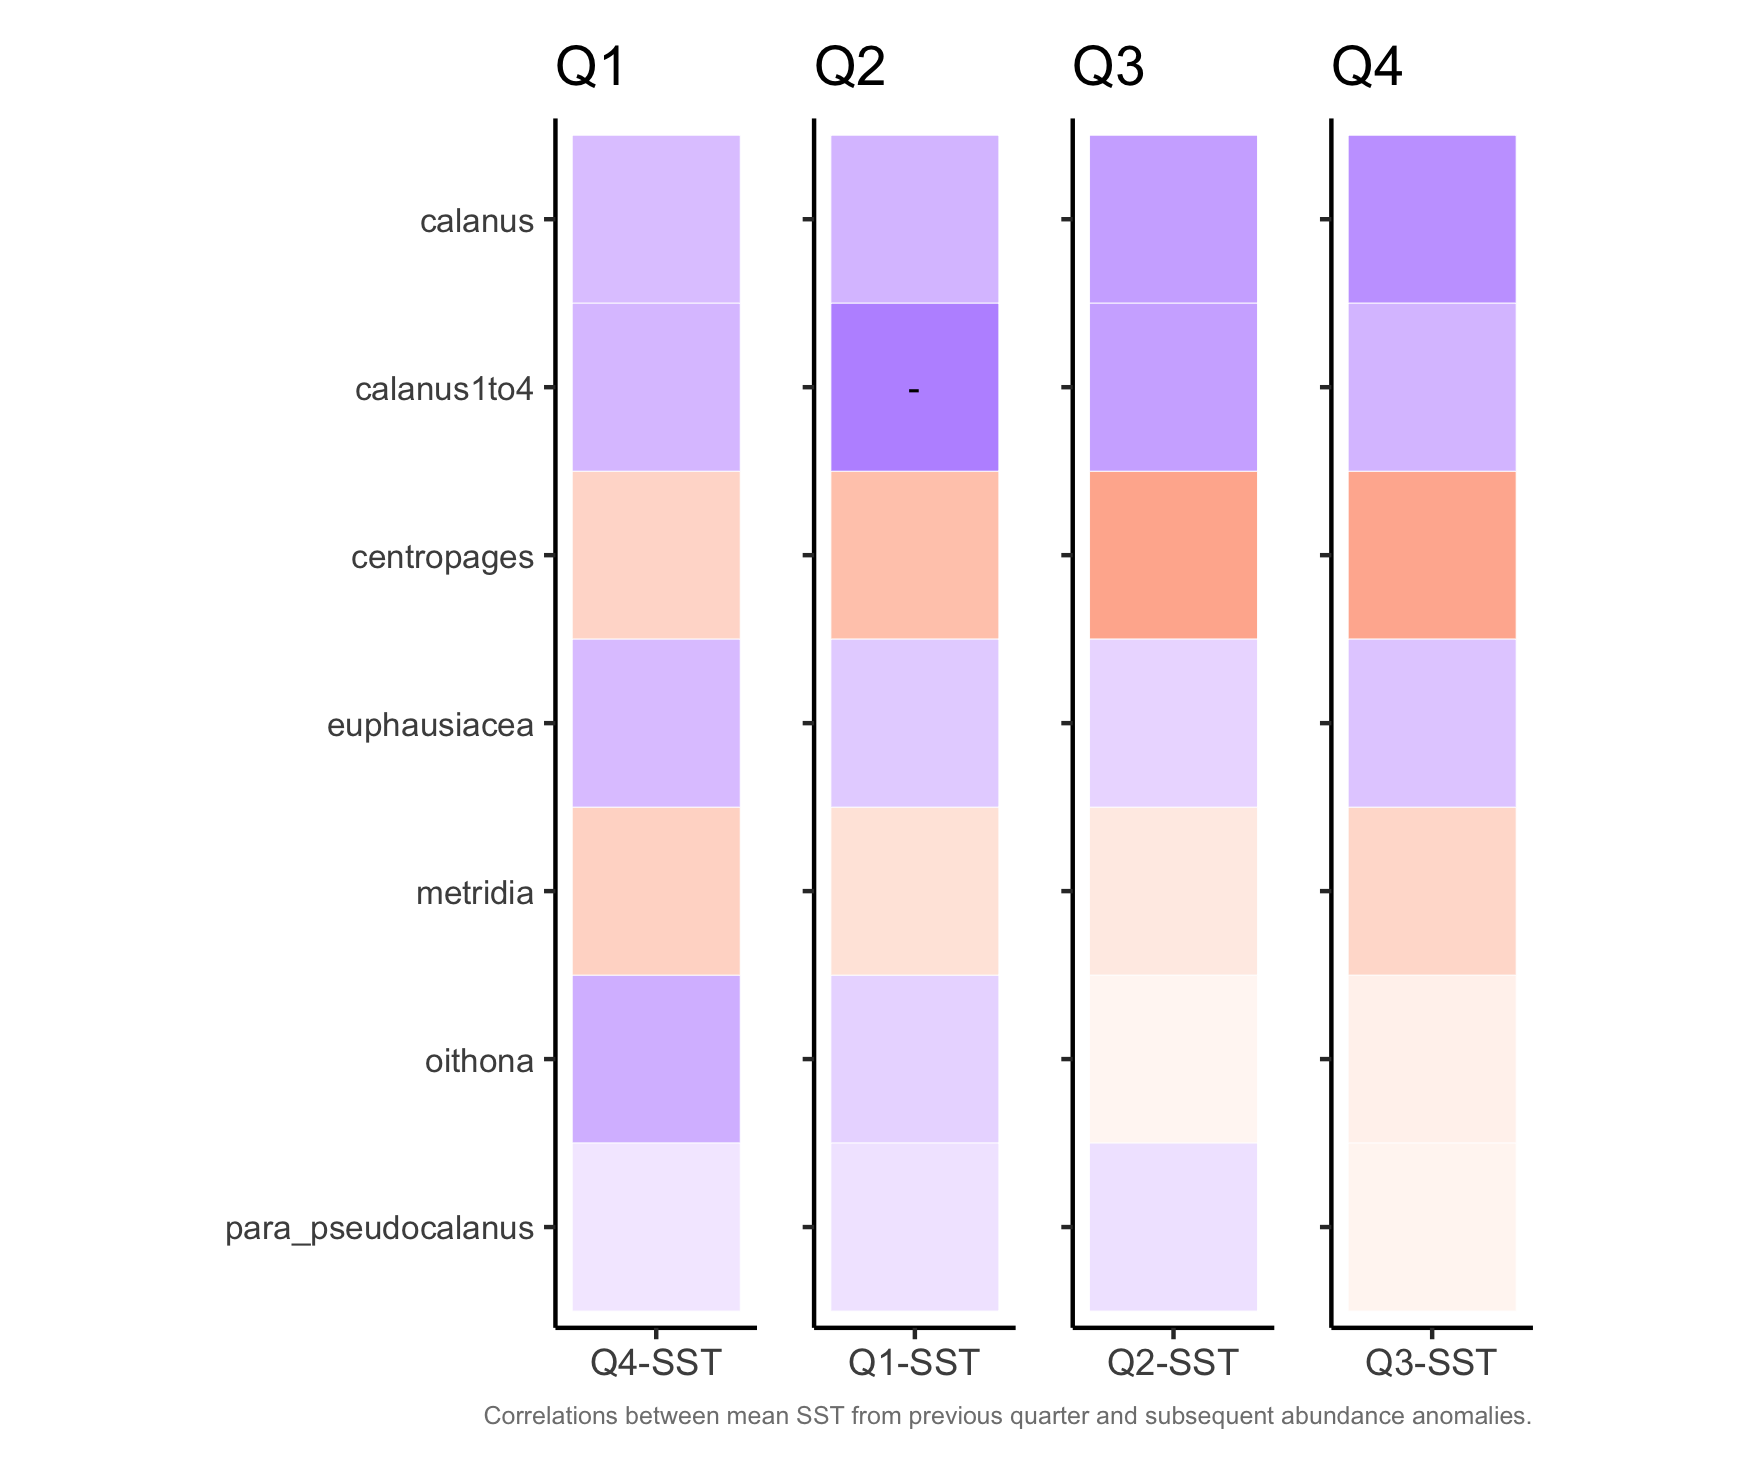 Q1 Q2 Q3 Q4
calanus
calanus1to4
-
centropages
euphausiacea
metridia
oithona
para_pseudocalanus
Q4-SST Q1-SST Q2-SST Q3-SST
Correlations between mean SST from previous quarter and subsequent abundance anomalies.